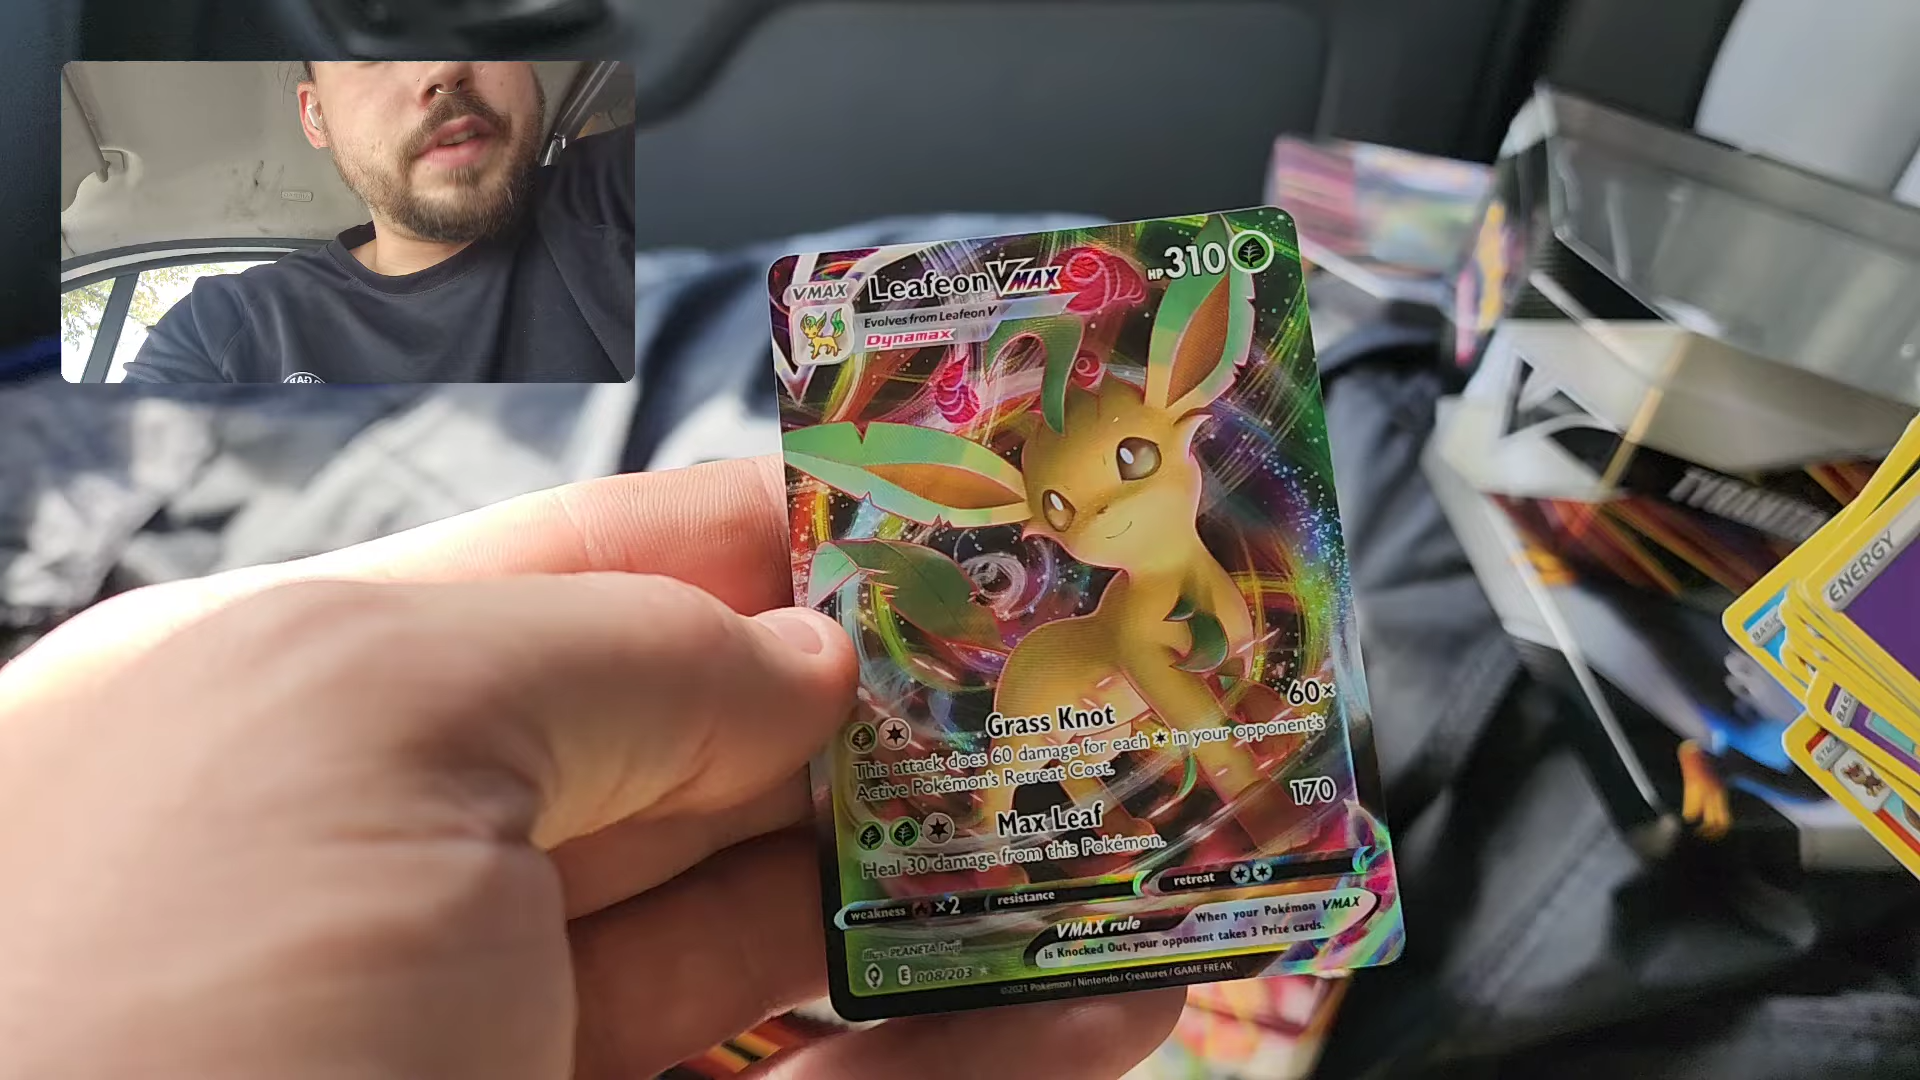 VMAX
Leafeon VMAX
HP 310
Evolves from Leafeon V
Dynamax
Grass Knot
60×
This attack does 60 damage for each in your opponent's
Active Pokémon's Retreat Cost.
Max Leaf
170
Heal 30 damage from this Pokémon.
weakness ×2
resistance
retreat
VMAX rule
When your Pokémon VMAX
is Knocked Out, your opponent takes 3 Prize cards.
Illus. PLANETA Tsuji
E 008/203
©2021 Pokémon / Nintendo / Creatures / GAME FREAK
ENERGY